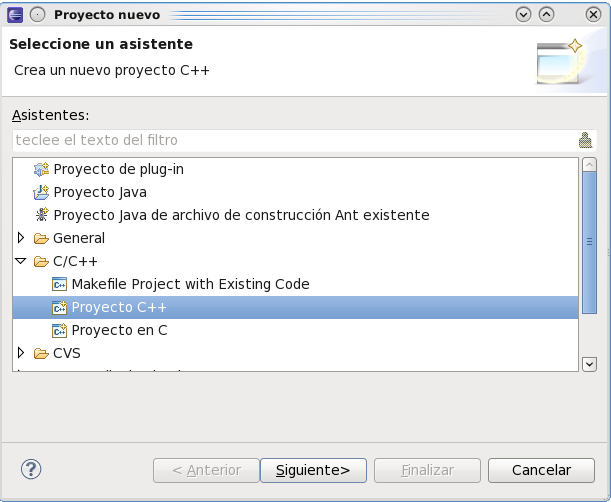 Proyecto nuevo
Seleccione un asistente
Crea un nuevo proyecto C++
Asistentes:
teclee el texto del filtro
Proyecto de plug-in
Proyecto Java
Proyecto Java de archivo de construcción Ant existente
General
C/C++
Makefile Project with Existing Code
Proyecto C++
Proyecto en C
CVS
< Anterior
Siguiente>
Finalizar
Cancelar